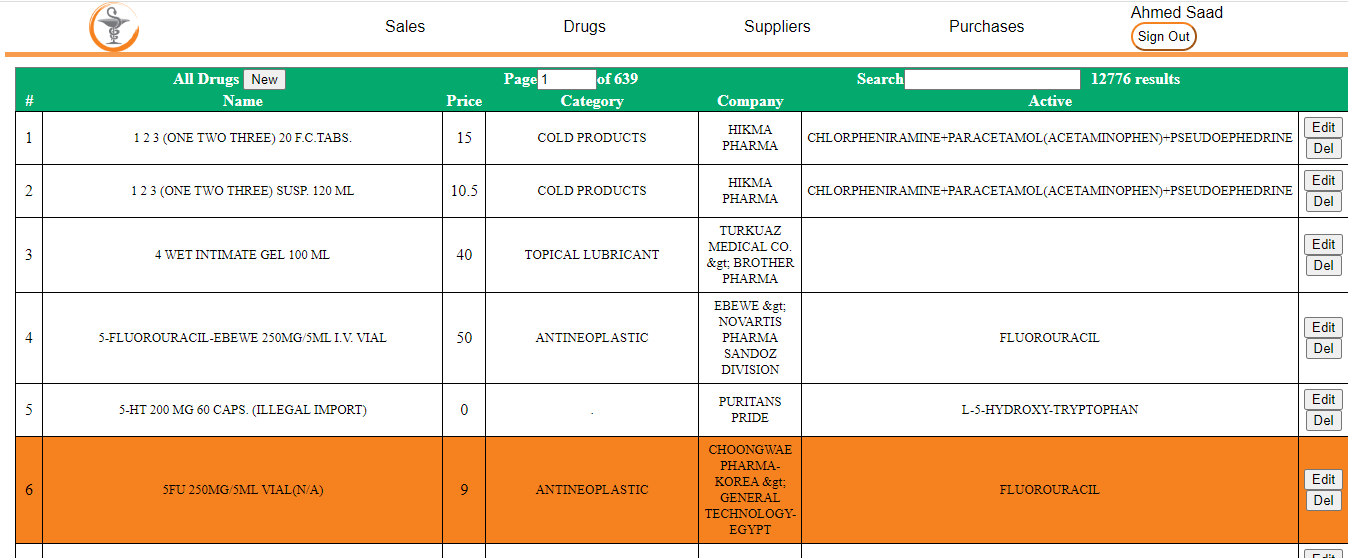 Sales Drugs Suppliers Purchases Ahmed Saad
Sign Out
All Drugs New Page 1 of 639 Search 12776 results
# Name Price Category Company Active
1 1 2 3 (ONE TWO THREE) 20 F.C.TABS. 15 COLD PRODUCTS HIKMA PHARMA CHLORPHENIRAMINE+PARACETAMOL(ACETAMINOPHEN)+PSEUDOEPHEDRINE Edit
Del
2 1 2 3 (ONE TWO THREE) SUSP. 120 ML 10.5 COLD PRODUCTS HIKMA PHARMA CHLORPHENIRAMINE+PARACETAMOL(ACETAMINOPHEN)+PSEUDOEPHEDRINE Edit
Del
3 4 WET INTIMATE GEL 100 ML 40 TOPICAL LUBRICANT TURKUAZ
MEDICAL CO.
&gt; BROTHER
PHARMA
Edit
Del
4 5-FLUOROURACIL-EBEWE 250MG/5ML I.V. VIAL 50 ANTINEOPLASTIC EBEWE &gt;
NOVARTIS
PHARMA
SANDOZ
DIVISION
FLUOROURACIL
Edit
Del
5 5-HT 200 MG 60 CAPS. (ILLEGAL IMPORT) 0 . PURITANS
PRIDE
L-5-HYDROXY-TRYPTOPHAN
Edit
Del
6 5FU 250MG/5ML VIAL(N/A) 9 ANTINEOPLASTIC CHOONGWAE
PHARMA-
KOREA &gt;
GENERAL
TECHNOLOGY-
EGYPT
FLUOROURACIL
Edit
Del